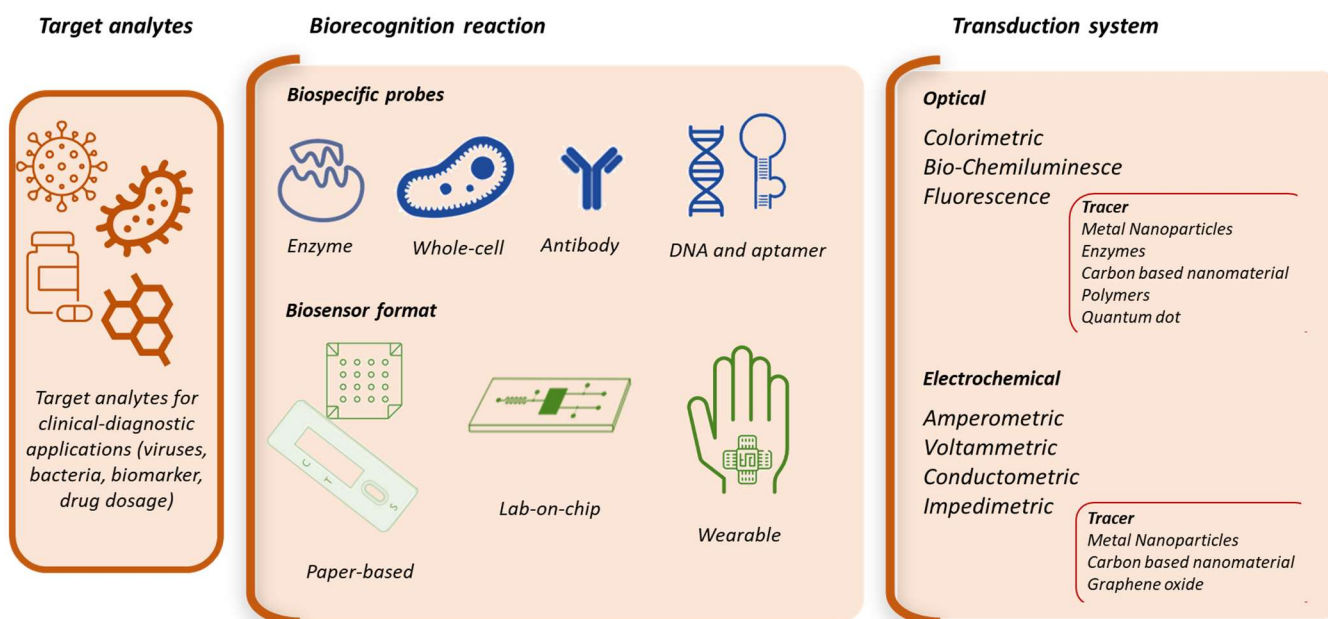 Target analytes
Target analytes for
clinical-diagnostic
applications (viruses,
bacteria, biomarker,
drug dosage)
Biorecognition reaction
Biospecific probes
Enzyme
Whole-cell
Antibody
DNA and aptamer
Biosensor format
C
T
S
Paper-based
Lab-on-chip
Wearable
Transduction system
Optical
Colorimetric
Bio-Chemiluminesce
Fluorescence
Tracer
Metal Nanoparticles
Enzymes
Carbon based nanomaterial
Polymers
Quantum dot
Electrochemical
Amperometric
Voltammetric
Conductometric
Impedimetric
Tracer
Metal Nanoparticles
Carbon based nanomaterial
Graphene oxide